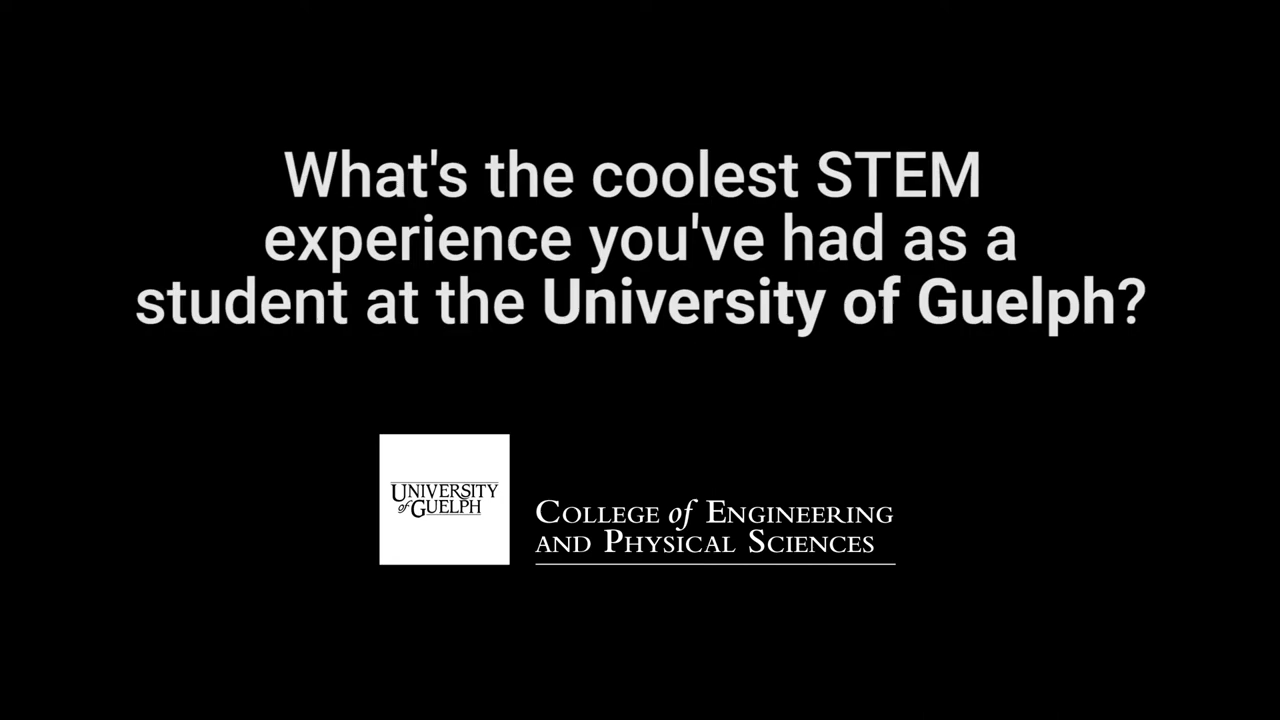 What's the coolest STEM
experience you've had as a
student at the University of Guelph?
UNIVERSITY
of GUELPH
COLLEGE of ENGINEERING
AND PHYSICAL SCIENCES